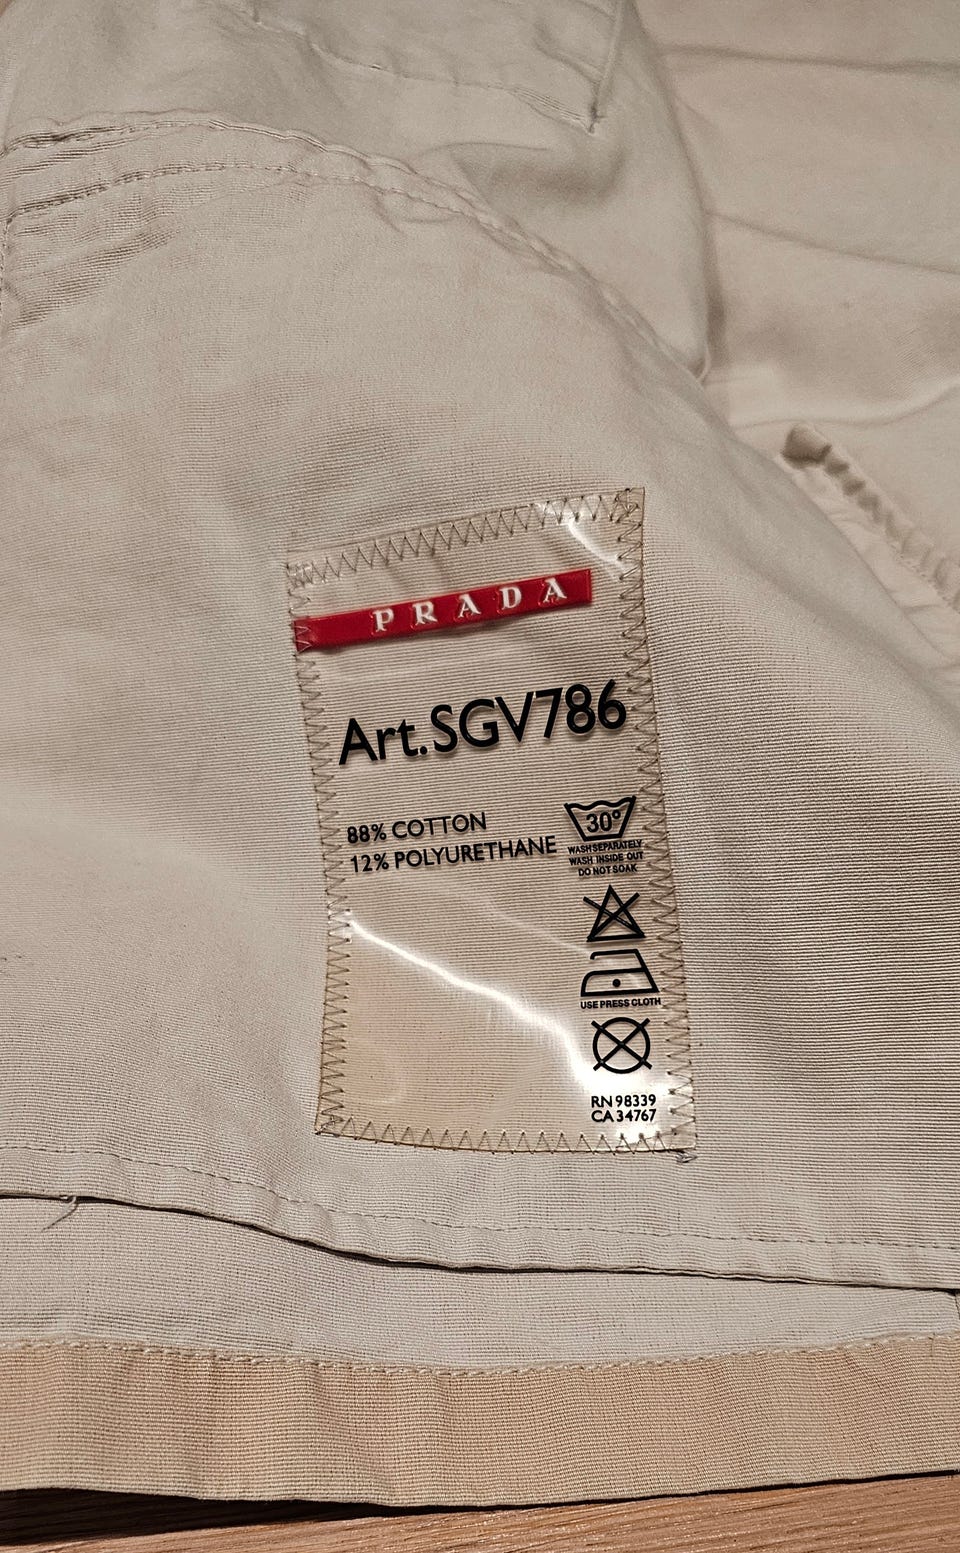 PRADA
Art.SGV786
88% COTTON
12% POLYURETHANE
30°
WASH SEPARATELY
WASH INSIDE OUT
DO NOT SOAK
USE PRESS CLOTH
RN 98339
CA 34767